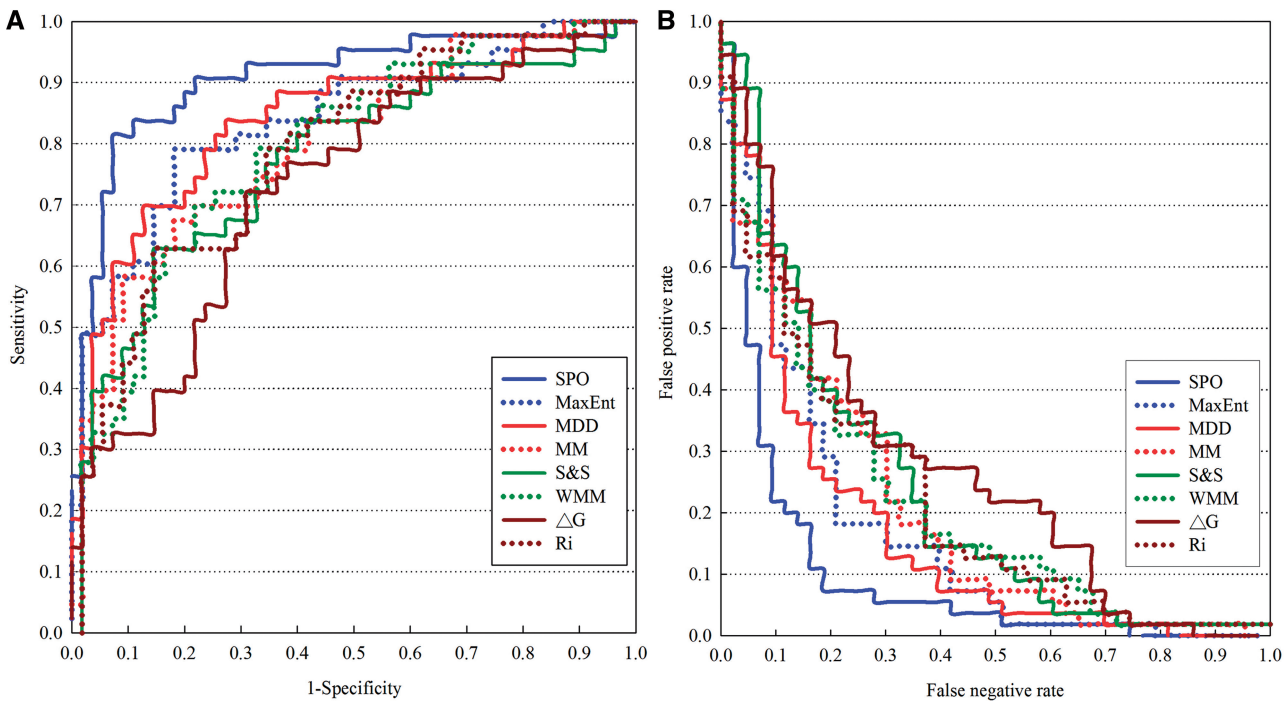 A
Sensitivity
1.0
0.9
0.8
0.7
0.6
0.5
0.4
0.3
0.2
0.1
0.0
SPO
MaxEnt
MDD
MM
S&S
WMM
△G
Ri
0.0 0.1 0.2 0.3 0.4 0.5 0.6 0.7 0.8 0.9 1.0
1-Specificity
B
False positive rate
1.0
0.9
0.8
0.7
0.6
0.5
0.4
0.3
0.2
0.1
0.0
SPO
MaxEnt
MDD
MM
S&S
WMM
△G
Ri
0.0 0.1 0.2 0.3 0.4 0.5 0.6 0.7 0.8 0.9 1.0
False negative rate